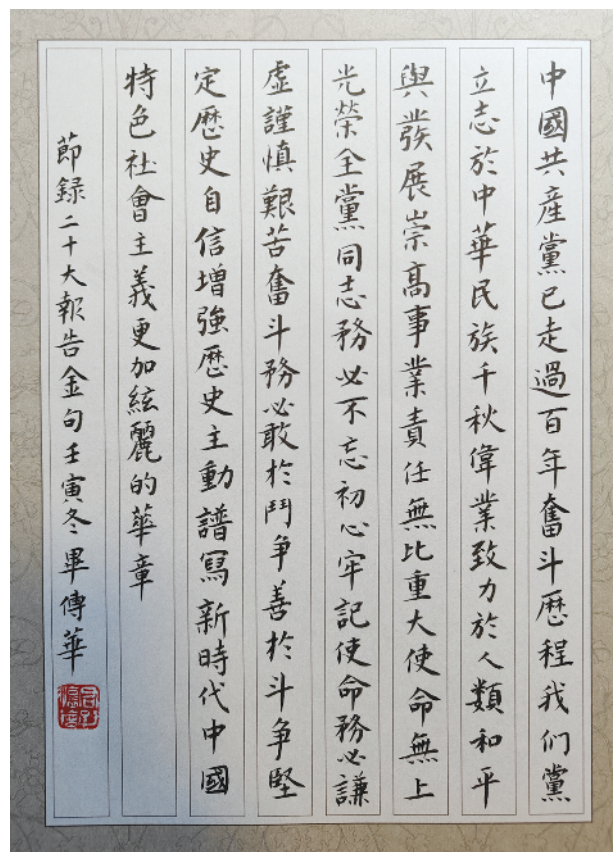 中國共產黨已走過百年奮斗歷程我们黨
立志於中華民族千秋偉業致力於人類和平
與發展崇高事業責任無比重大使命無上
光榮全黨同志務必不忘初心牢記使命務必謙
虛謹慎艱苦奮斗務必敢於鬥争善於斗争堅
定歷史自信增強歷史主動譜寫新時代中國
特色社會主義更加絃麗的華章
節録二十大報告金句壬寅冬畢傳華